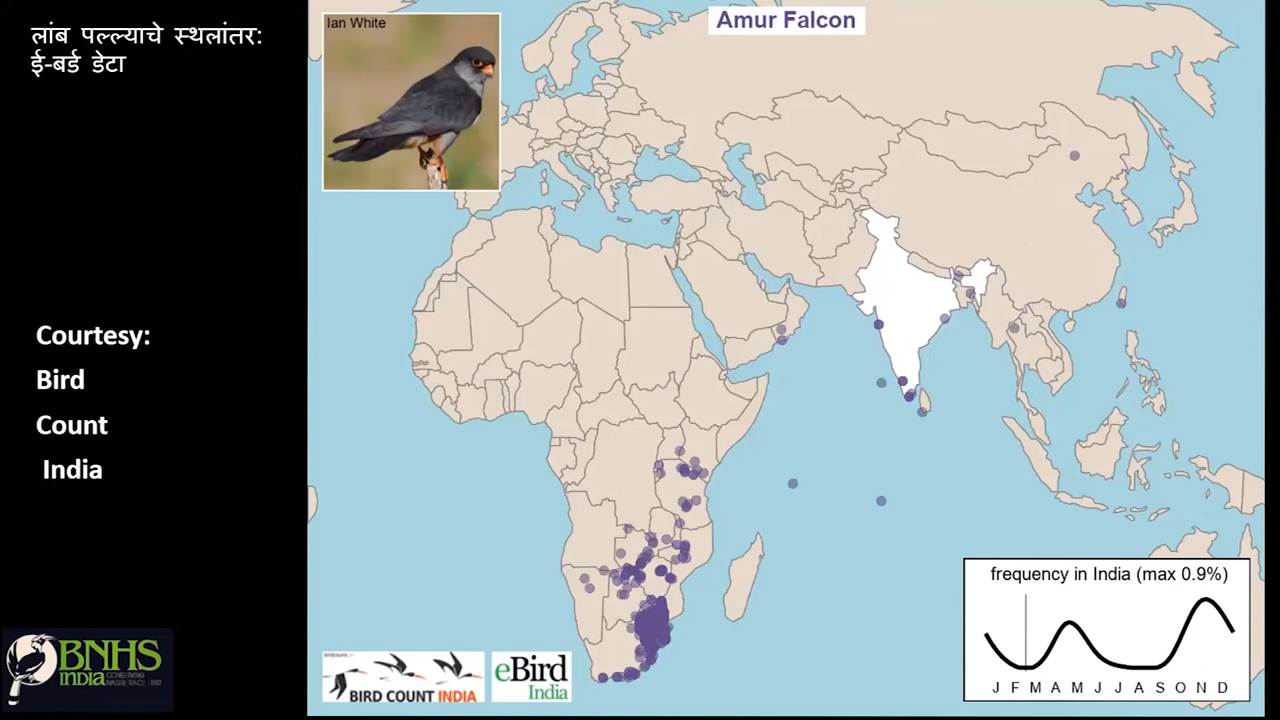 लांब पल्ल्याचे स्थलांतर:
ई-बर्ड डेटा
Ian White
Amur Falcon
Courtesy:
Bird
Count
India
frequency in India (max 0.9%)
J F M A M J J A S O N D
BIRD COUNT INDIA
eBird
India
BNHS
INDIA